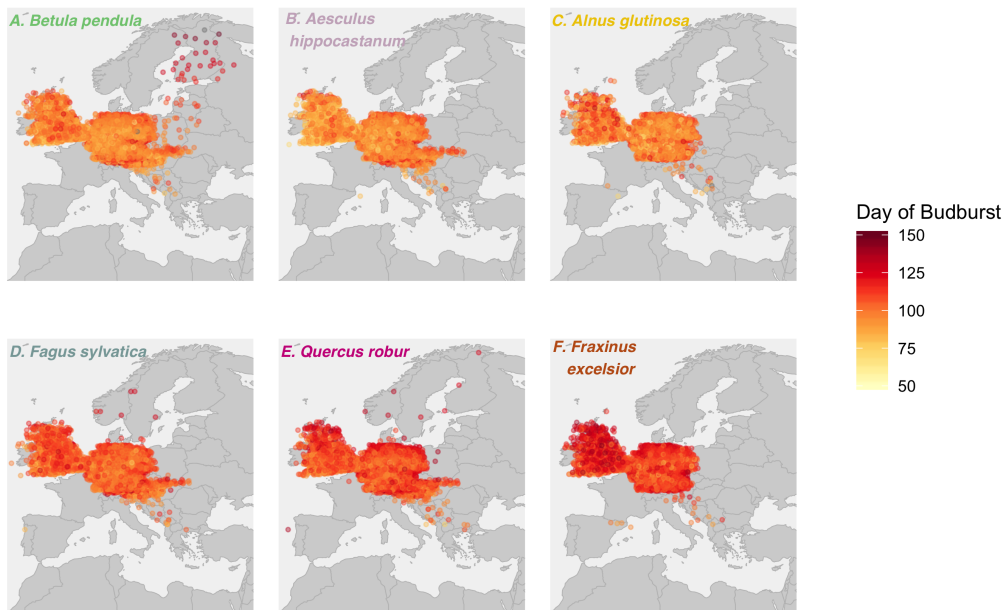 A. Betula pendula
B. Aesculus
hippocastanum
C. Alnus glutinosa
Day of Budburst
150
125
100
75
50
D. Fagus sylvatica
E. Quercus robur
F. Fraxinus
excelsior